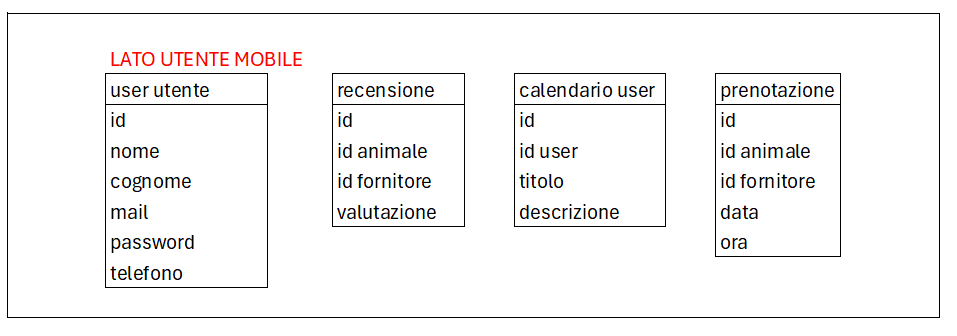 LATO UTENTE MOBILE
user utente
id
nome
cognome
mail
password
telefono
recensione
id
id animale
id fornitore
valutazione
calendario user
id
id user
titolo
descrizione
prenotazione
id
id animale
id fornitore
data
ora